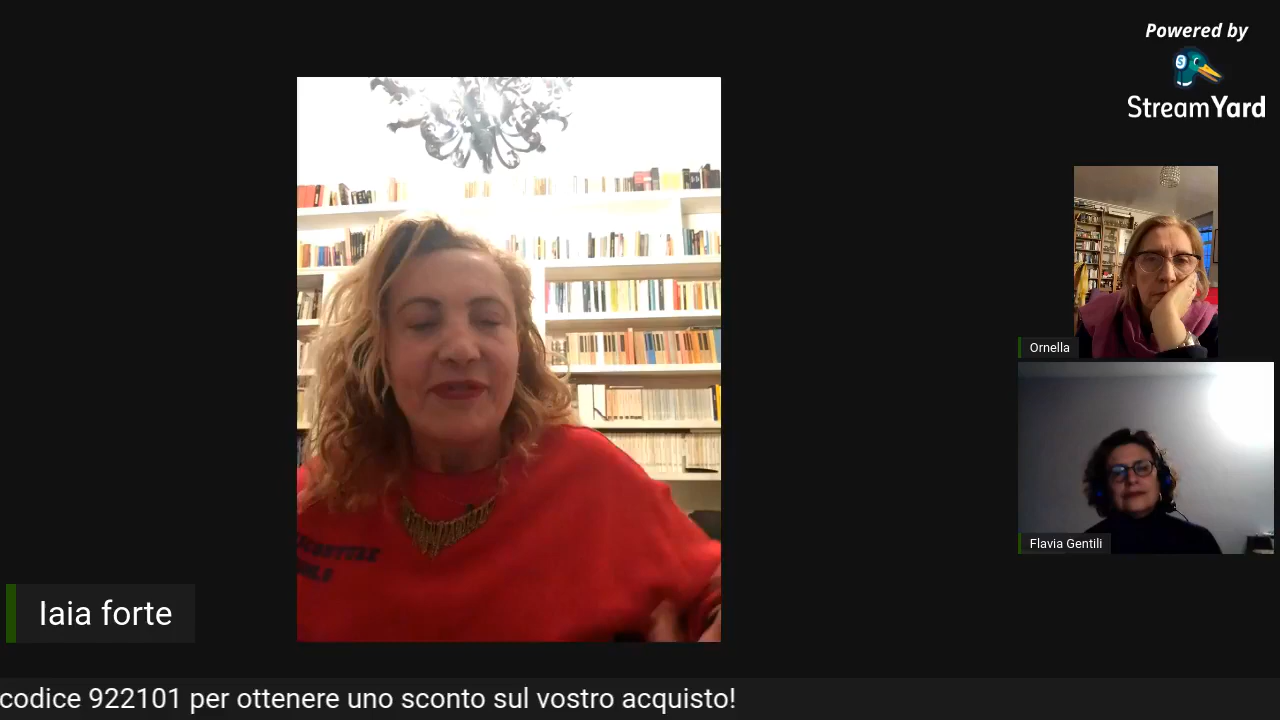 Powered by
StreamYard
Ornella
Flavia Gentili
Iaia forte
codice 922101 per ottenere uno sconto sul vostro acquisto!